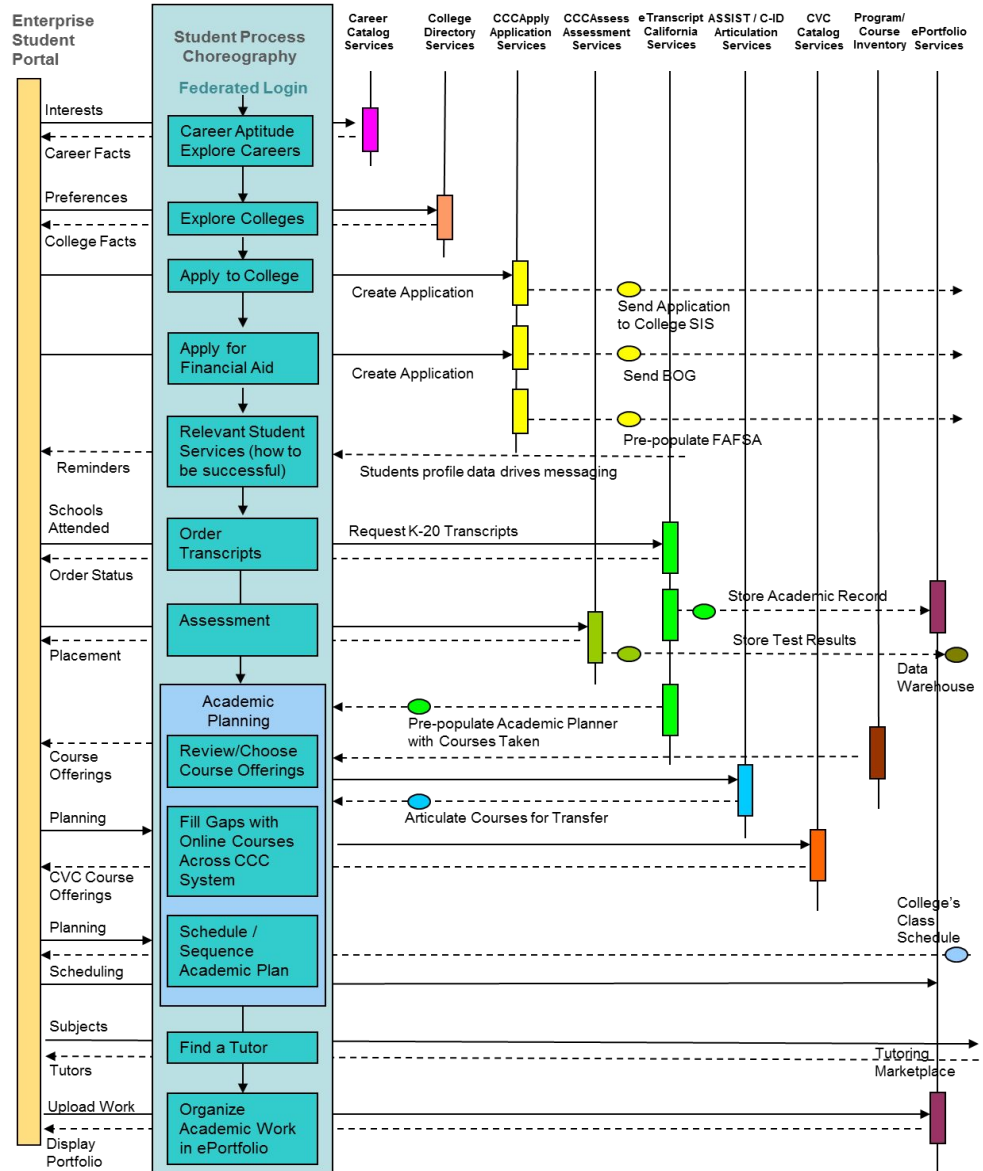 Enterprise
Student
Portal
Student Process
Choreography
Federated Login
Career
Catalog
Services
College
Directory
Services
CCCApply
Application
Services
CCCAssess
Assessment
Services
eTranscript
California
Services
ASSIST / C-ID
Articulation
Services
CVC
Catalog
Services
Program/
Course
Inventory
ePortfolio
Services
Interests
Career Facts
Career Aptitude
Explore Careers
Preferences
College Facts
Explore Colleges
Apply to College
Create Application
Send Application
to College SIS
Apply for
Financial Aid
Create Application
Send BOG
Pre-populate FAFSA
Relevant Student
Services (how to
be successful)
Reminders
Students profile data drives messaging
Schools
Attended
Order
Transcripts
Request K-20 Transcripts
Order Status
Store Academic Record
Assessment
Placement
Store Test Results
Data
Warehouse
Academic
Planning
Pre-populate Academic Planner
with Courses Taken
Review/Choose
Course Offerings
Course
Offerings
Articulate Courses for Transfer
Planning
Fill Gaps with
Online Courses
Across CCC
System
CVC Course
Offerings
College's
Class
Schedule
Planning
Schedule /
Sequence
Academic Plan
Scheduling
Subjects
Find a Tutor
Tutors
Tutoring
Marketplace
Upload Work
Organize
Academic Work
in ePortfolio
Display
Portfolio